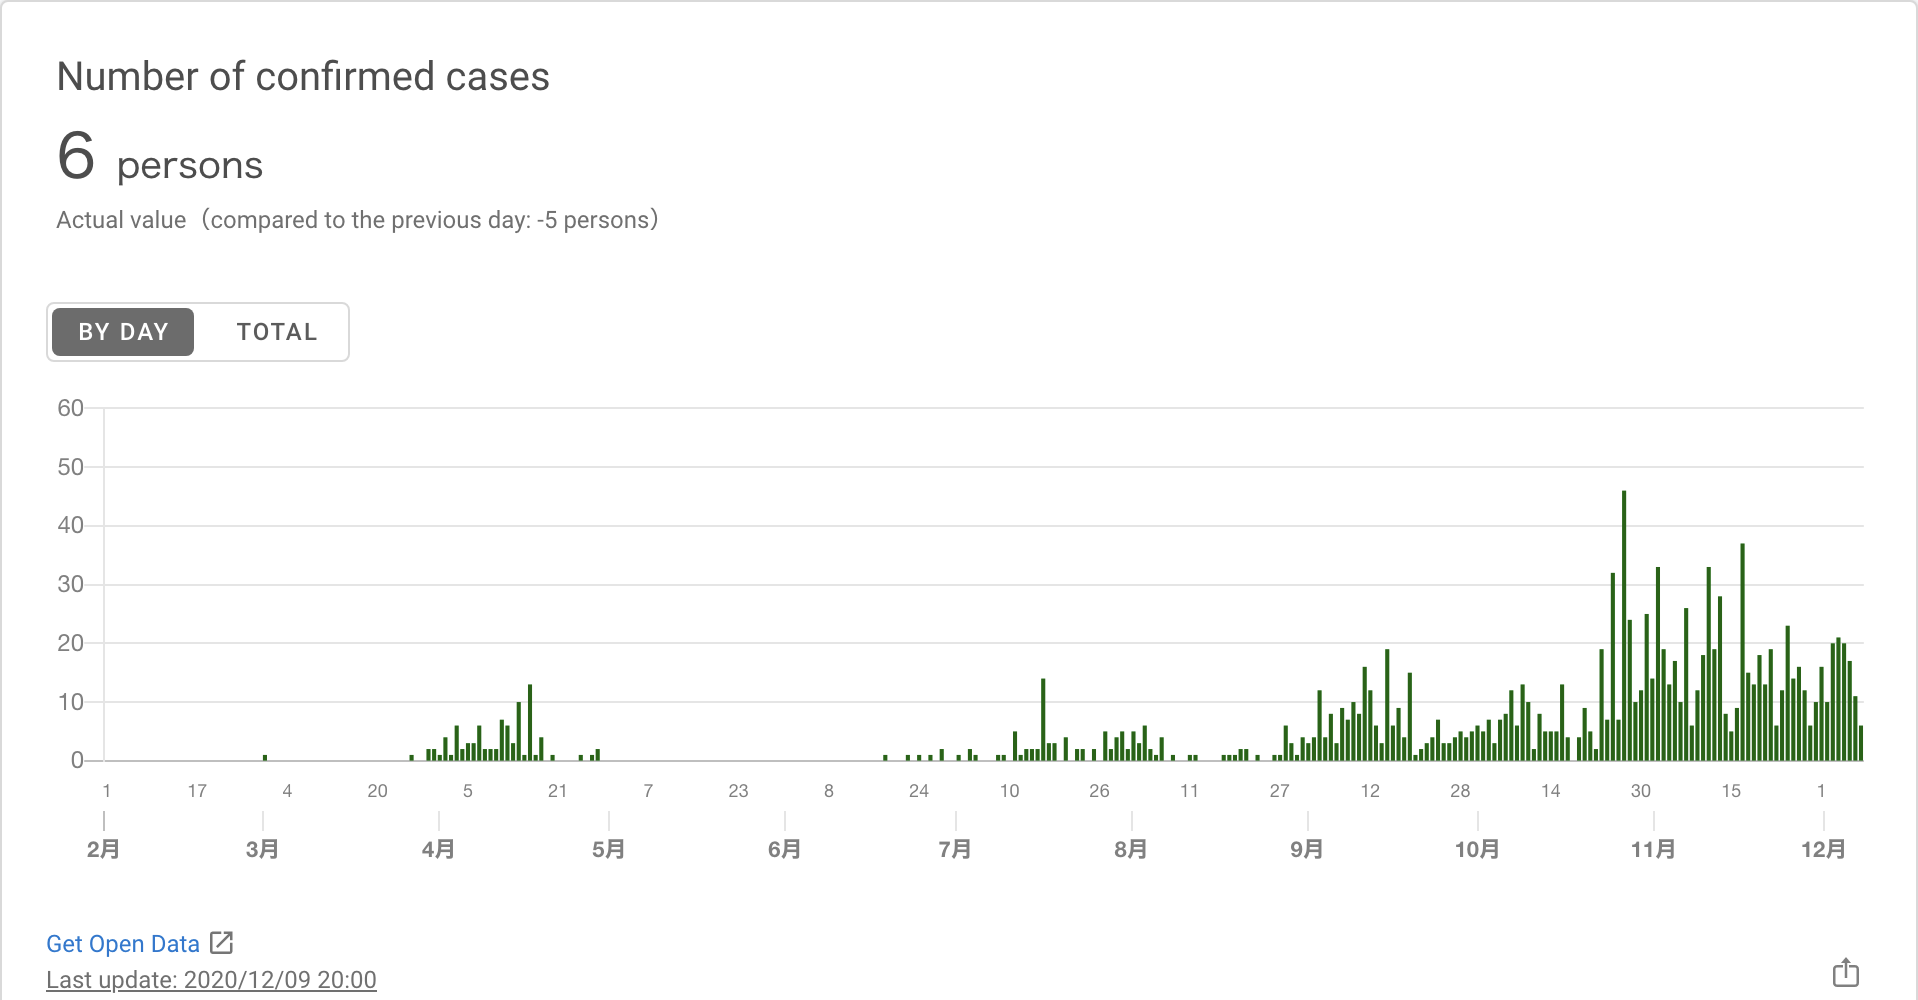 Number of confirmed cases
6 persons
Actual value（compared to the previous day: -5 persons）
BY DAY TOTAL
60
50
40
30
20
10
0
1 17 4 20 5 21 7 23 8 24 10 26 11 27 12 28 14 30 15 1
2月 3月 4月 5月 6月 7月 8月 9月 10月 11月 12月
Get Open Data
Last update: 2020/12/09 20:00